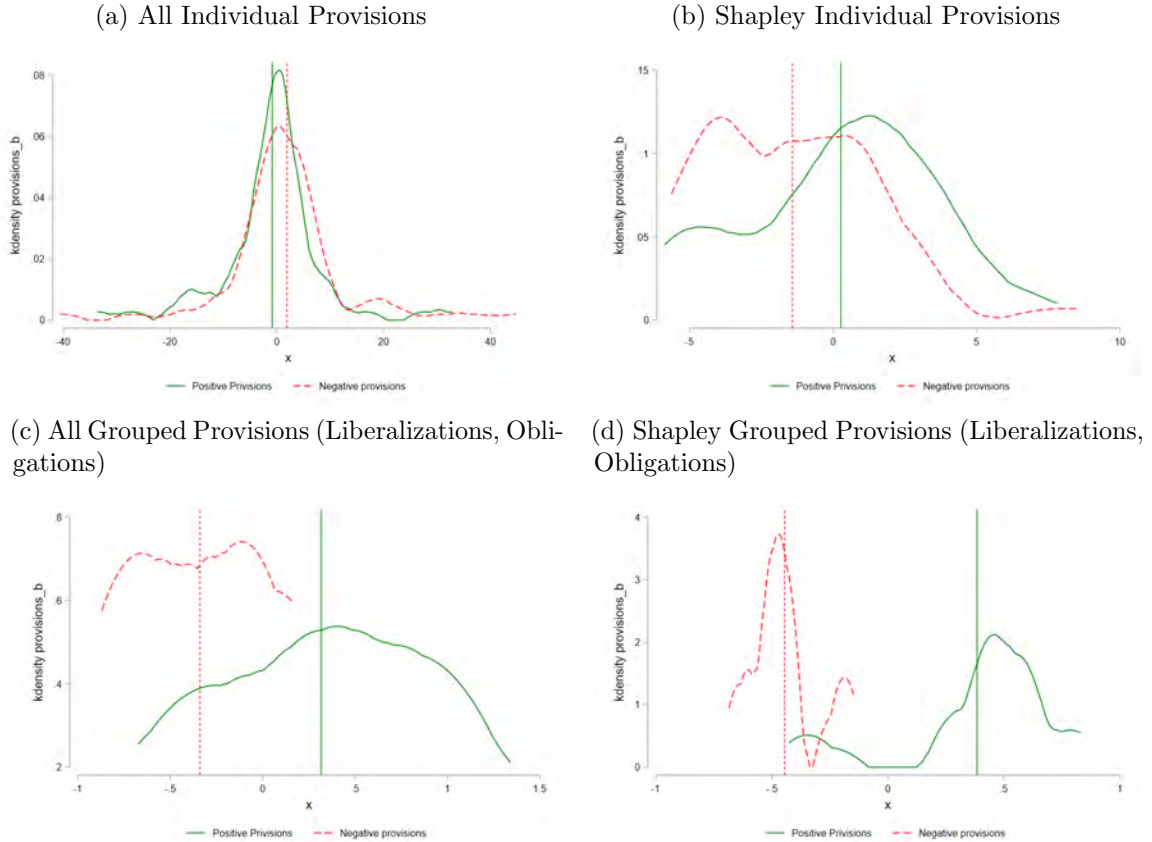 (a) All Individual Provisions
kdensity provisions_b
.08
.06
.04
.02
0
-40 -20 0 20 40
x
Positive Privisions Negative provisions
(b) Shapley Individual Provisions
kdensity provisions_b
.15
.1
.05
0
-5 0 5 10
x
Positive Privisions Negative provisions
(c) All Grouped Provisions (Liberalizations, Obli-
gations)
kdensity provisions_b
.8
.6
.4
.2
-1 -.5 0 .5 1 1.5
x
Positive Privisions Negative provisions
(d) Shapley Grouped Provisions (Liberalizations,
Obligations)
kdensity provisions_b
4
3
2
1
0
-1 -.5 0 .5 1
x
Positive Privisions Negative provisions